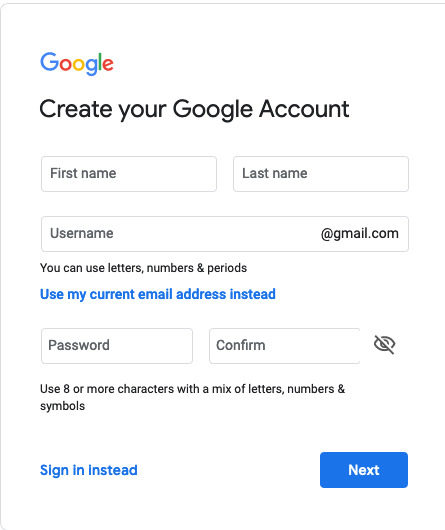 Google
Create your Google Account
First name Last name
Username @gmail.com
You can use letters, numbers & periods
Use my current email address instead
Password Confirm
Use 8 or more characters with a mix of letters, numbers &
symbols
Sign in instead Next